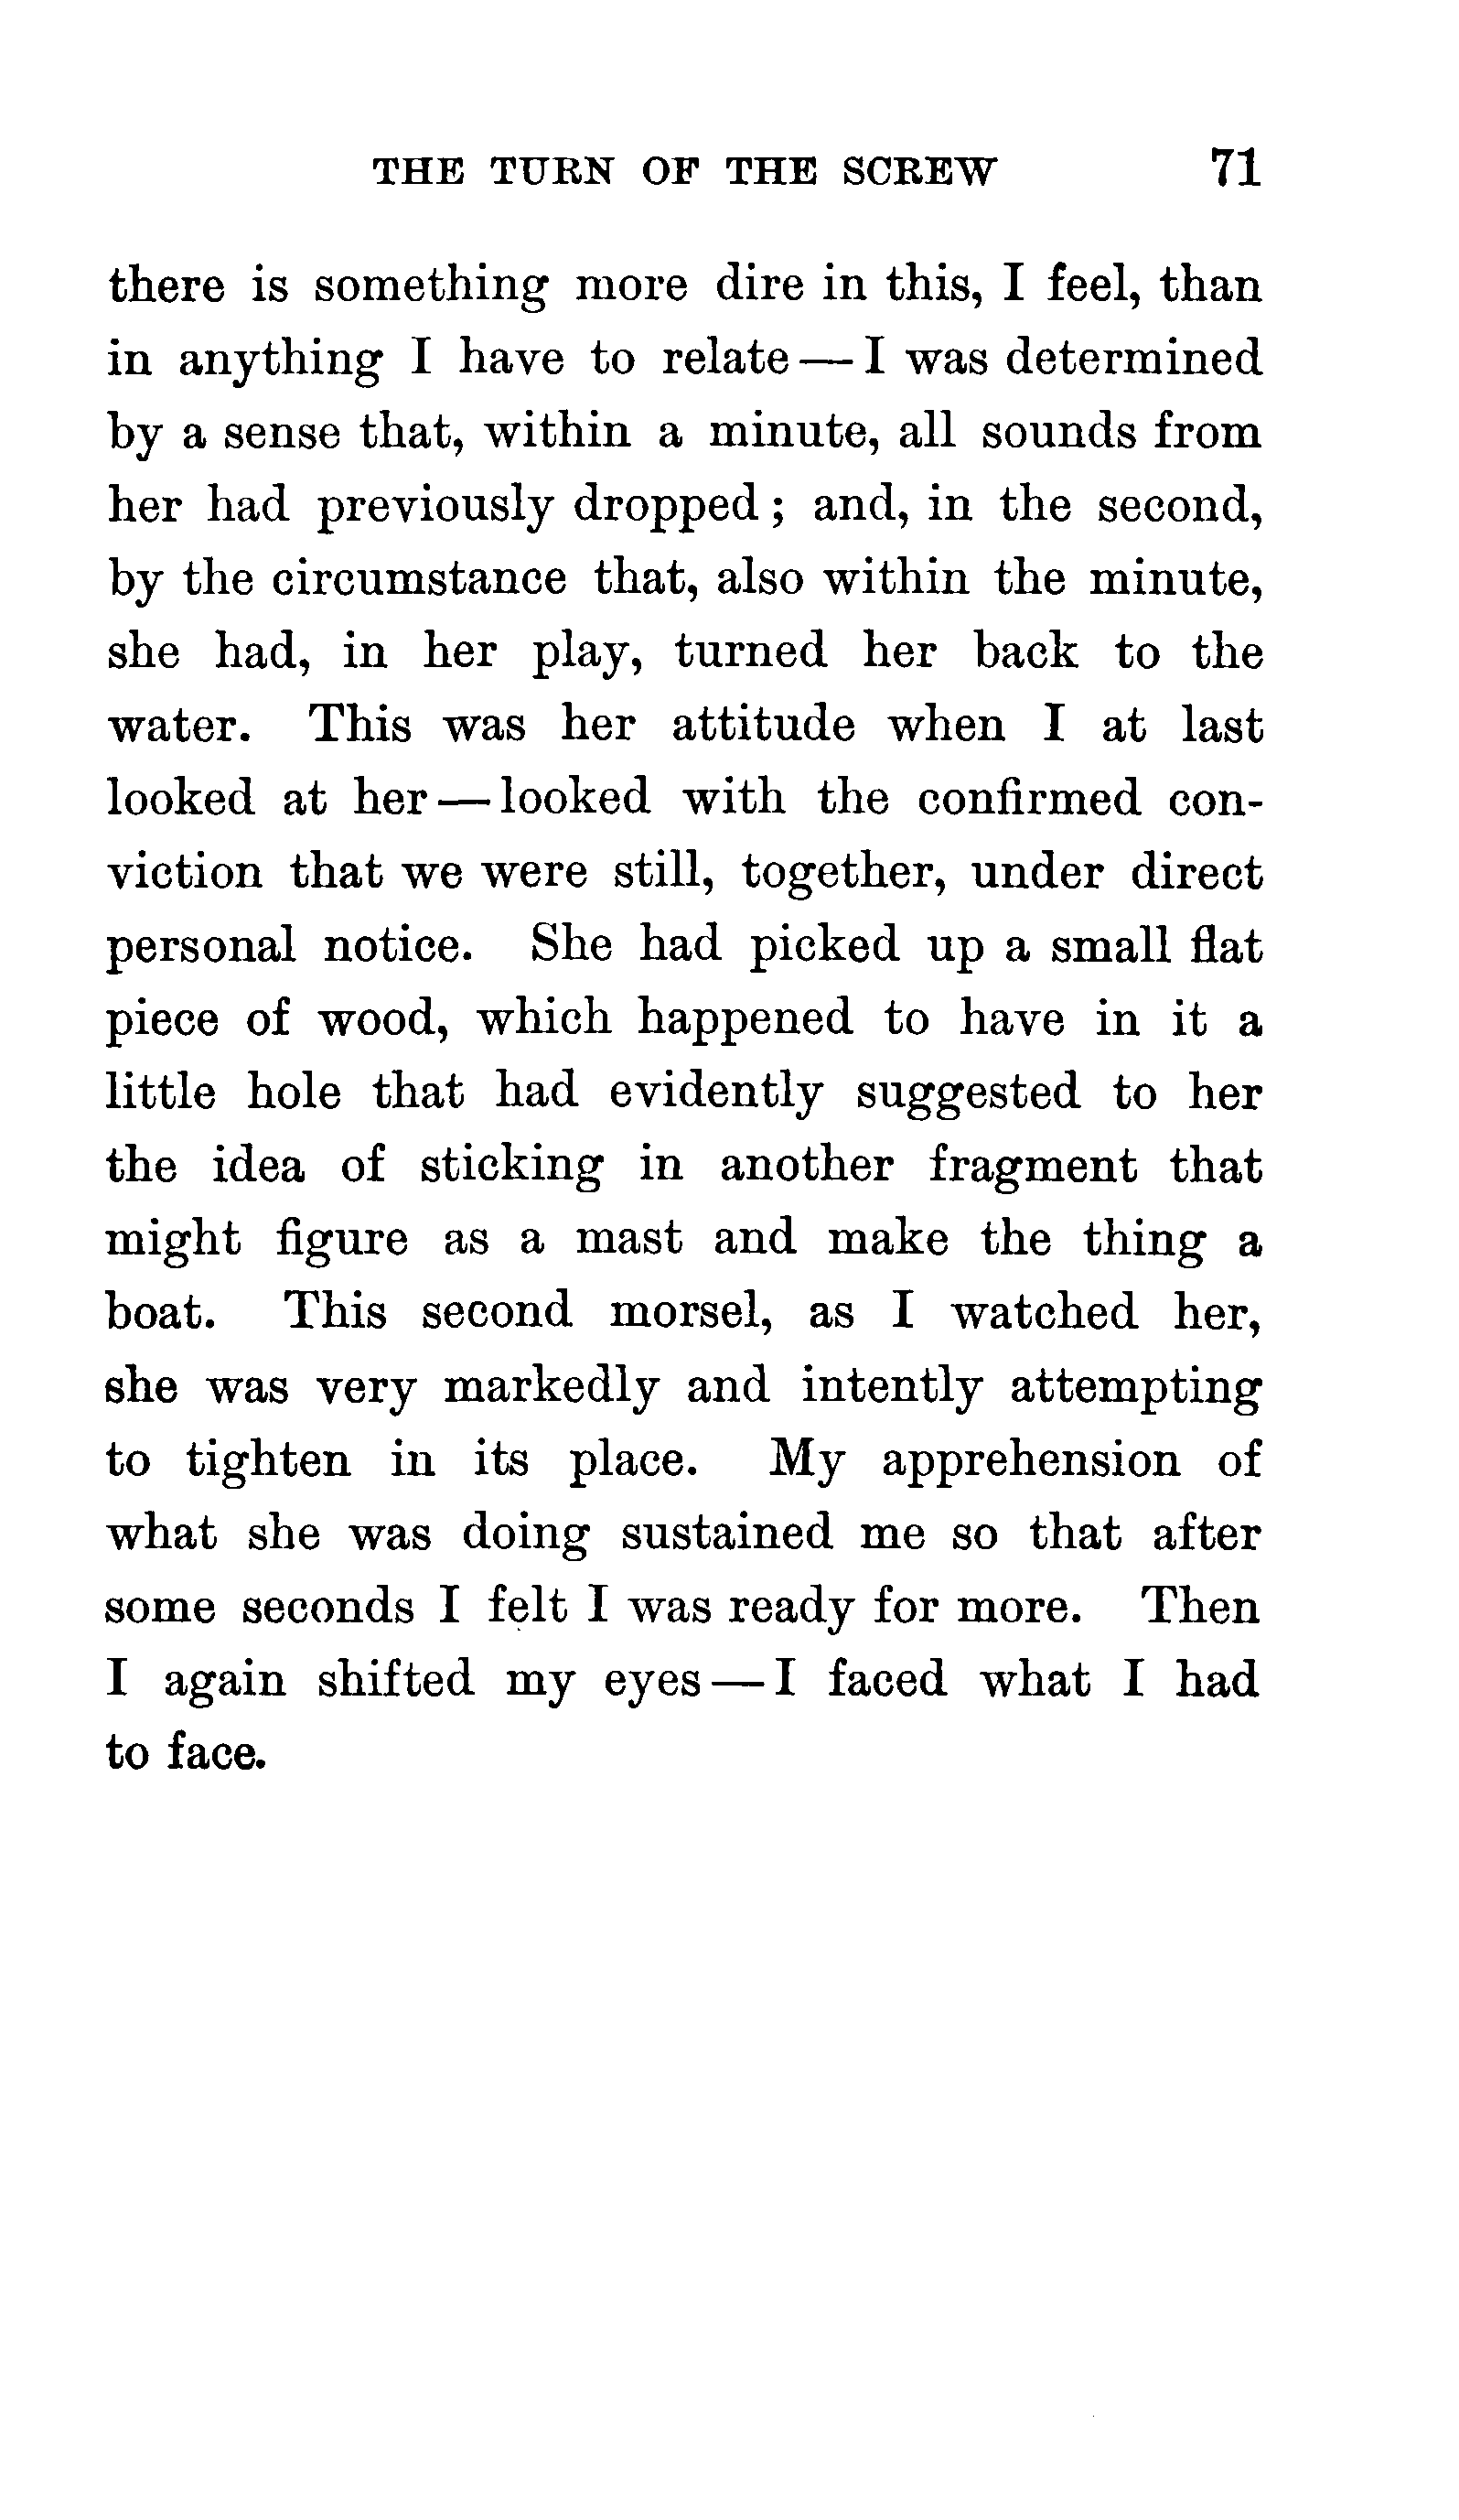 THE TURN OF THE SCREW 71
there is something more dire in this, I feel, than
in anything I have to relate — I was determined
by a sense that, within a minute, all sounds from
her had previously dropped; and, in the second,
by the circumstance that, also within the minute,
she had, in her play, turned her back to the
water. This was her attitude when I at last
looked at her — looked with the confirmed con-
viction that we were still, together, under direct
personal notice. She had picked up a small flat
piece of wood, which happened to have in it a
little hole that had evidently suggested to her
the idea of sticking in another fragment that
might figure as a mast and make the thing a
boat. This second morsel, as I watched her,
she was very markedly and intently attempting
to tighten in its place. My apprehension of
what she was doing sustained me so that after
some seconds I felt I was ready for more. Then
I again shifted my eyes — I faced what I had
to face.